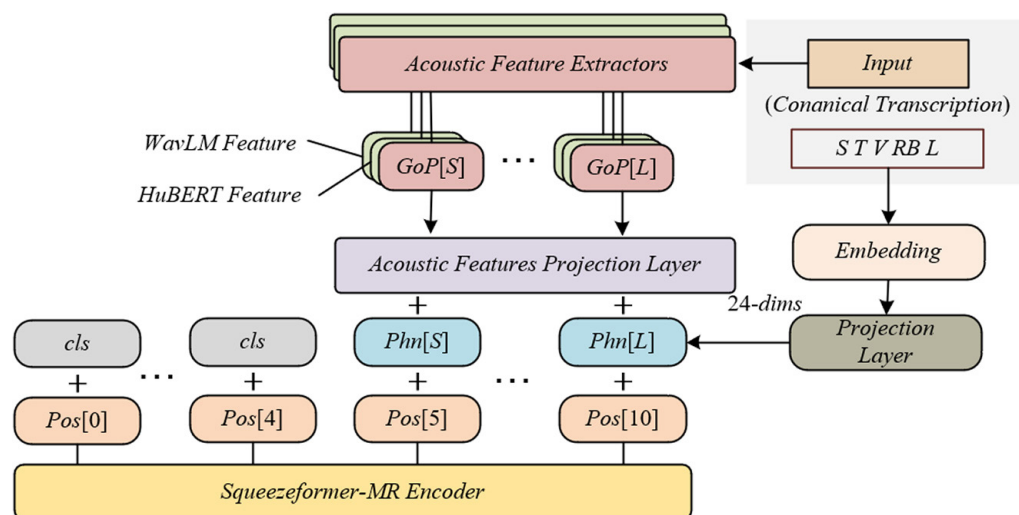 Acoustic Feature Extractors
Input
(Conanical Transcription)
S T V RB L
WavLM Feature
HuBERT Feature
GoP[S]
...
GoP[L]
Embedding
Acoustic Features Projection Layer
24-dims
+
+
cls
cls
Phn[S]
Phn[L]
Projection
Layer
+
...
+
+
...
+
Pos[0]
Pos[4]
Pos[5]
Pos[10]
Squeezeformer-MR Encoder